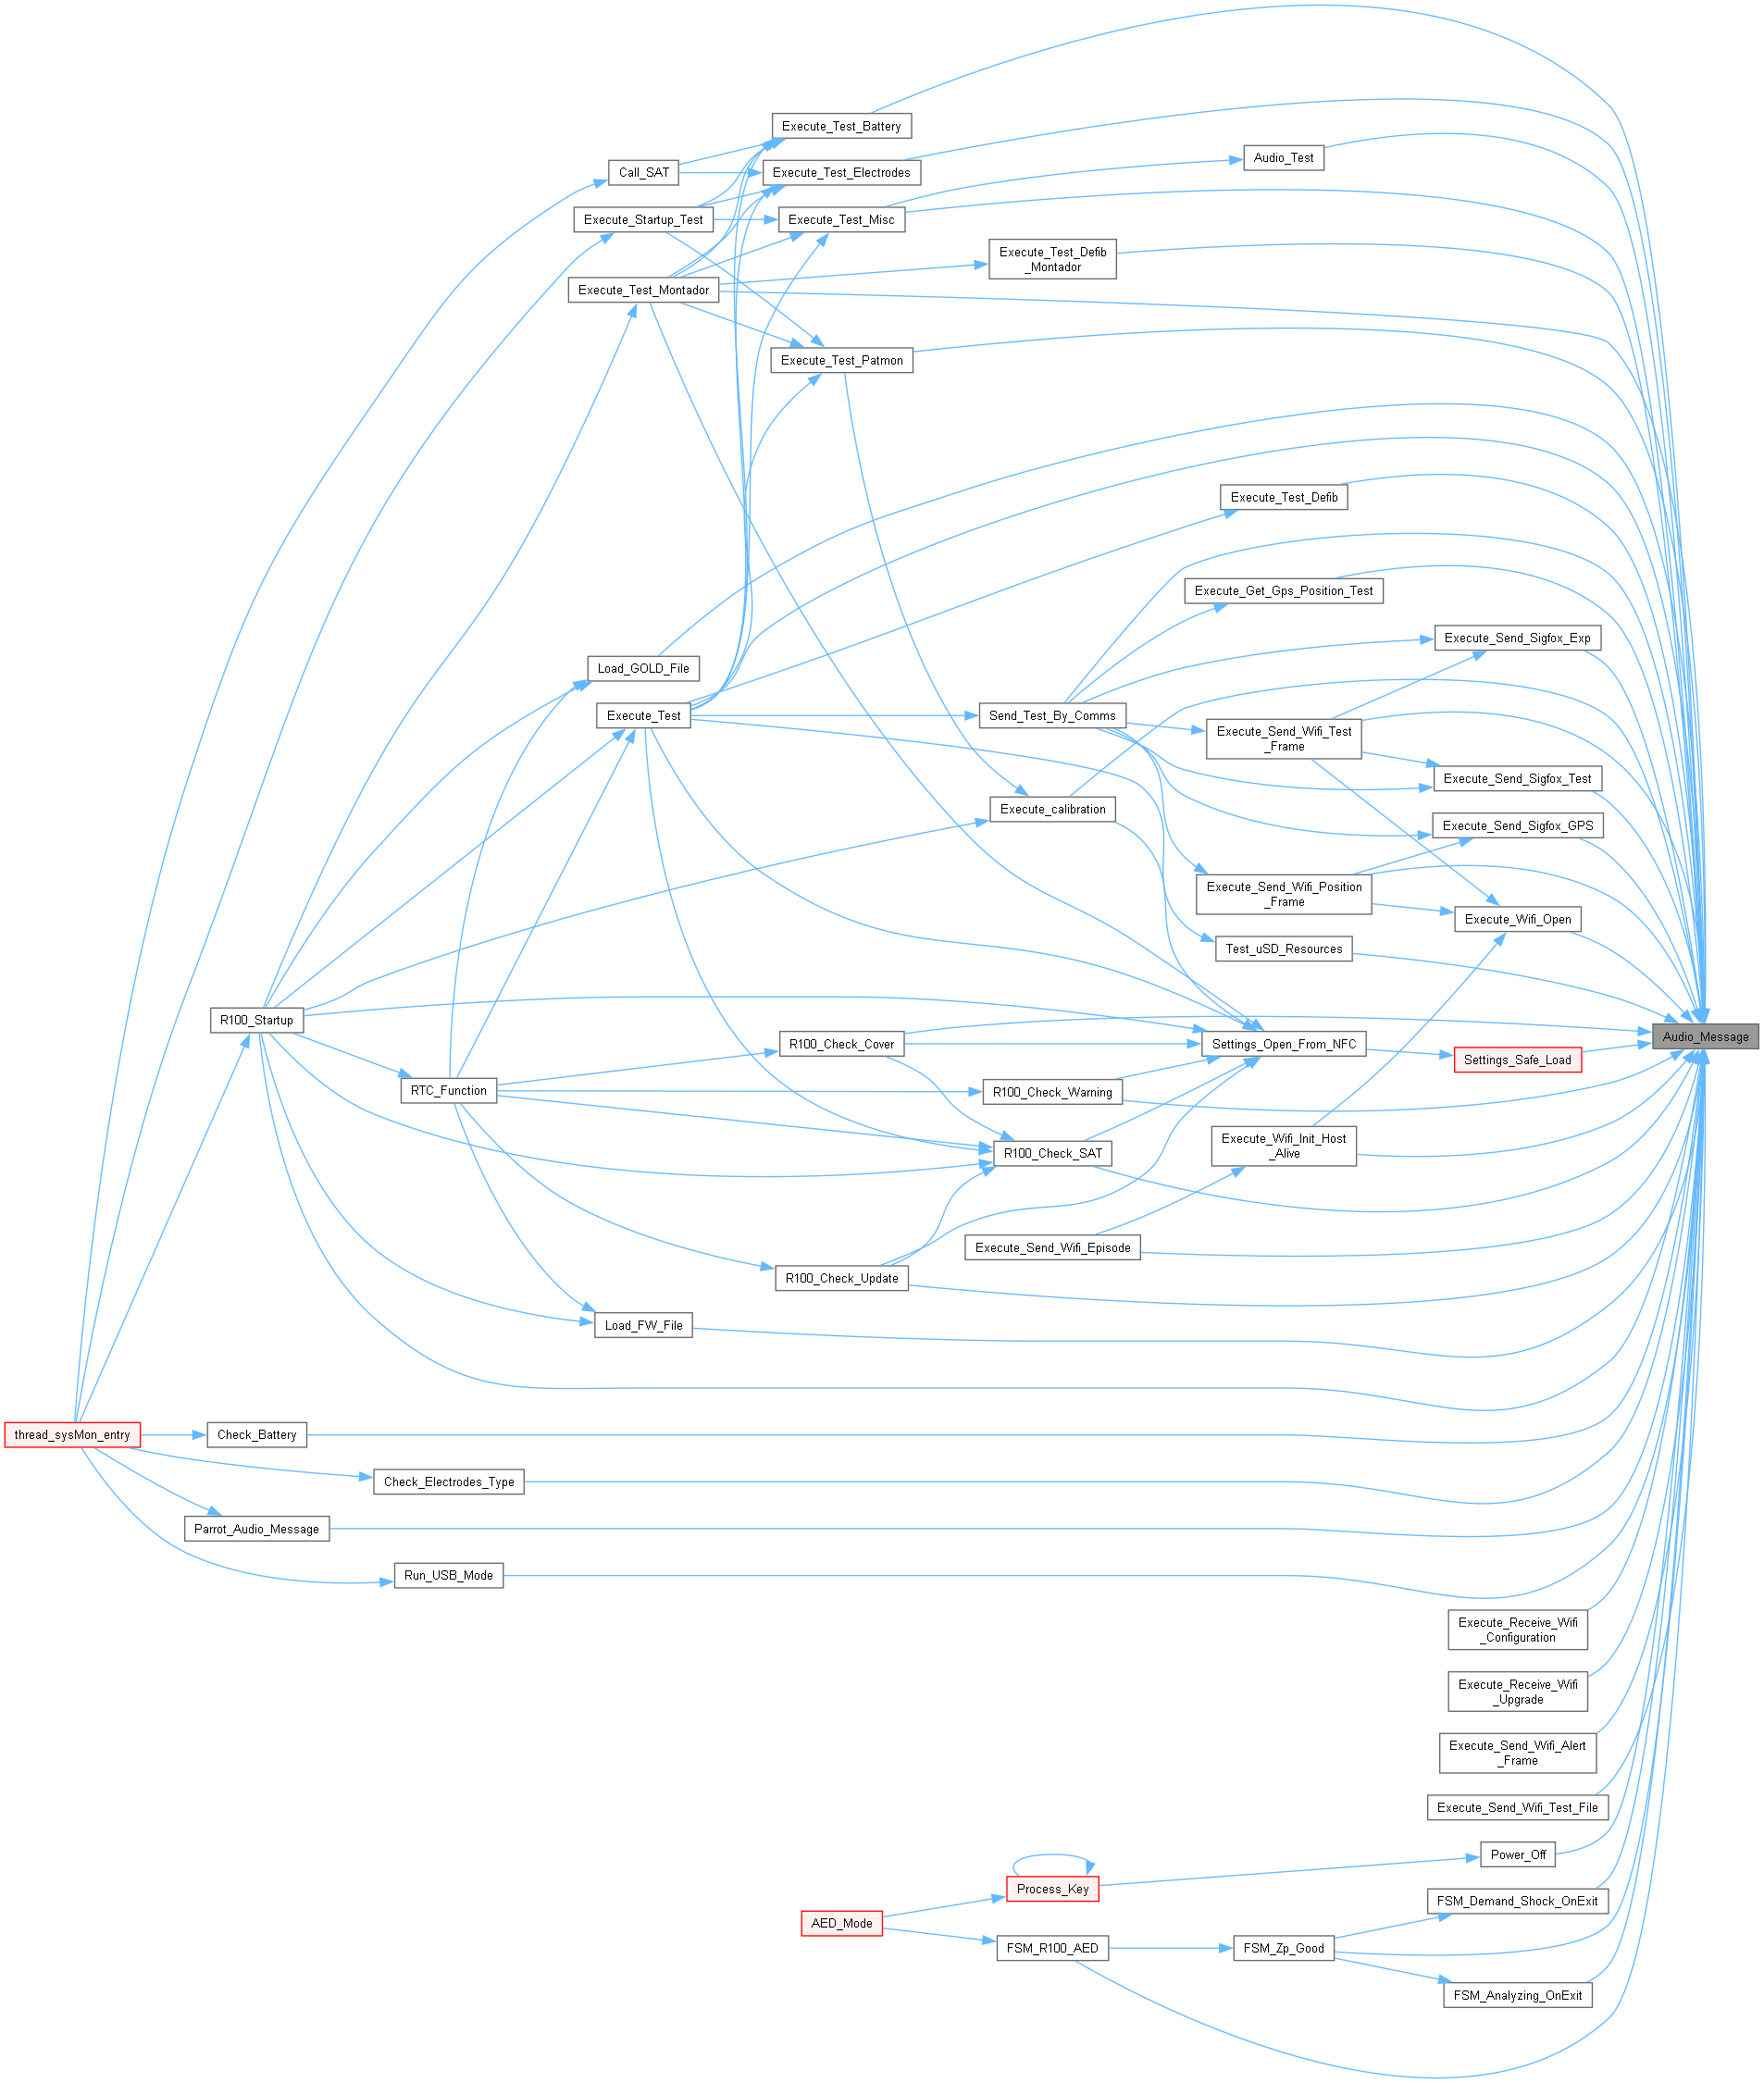 Execute_Test_Battery
Audio_Test
Call_SAT
Execute_Test_Electrodes
Execute_Startup_Test
Execute_Test_Misc
Execute_Test_Defib
_Montador
Execute_Test_Montador
Execute_Test_Patmon
Execute_Test_Defib
Execute_Get_Gps_Position_Test
Execute_Send_Sigfox_Exp
Load_GOLD_File
Execute_Test
Send_Test_By_Comms
Execute_Send_Wifi_Test
_Frame
Execute_Send_Sigfox_Test
Execute_calibration
Execute_Send_Sigfox_GPS
Execute_Send_Wifi_Position
_Frame
Execute_Wifi_Open
Test_uSD_Resources
R100_Startup
Audio_Message
R100_Check_Cover
Settings_Open_From_NFC
Settings_Safe_Load
RTC_Function
R100_Check_Warning
Execute_Wifi_Init_Host
_Alive
R100_Check_SAT
Execute_Send_Wifi_Episode
R100_Check_Update
Load_FW_File
thread_sysMon_entry
Check_Battery
Check_Electrodes_Type
Parrot_Audio_Message
Run_USB_Mode
Execute_Receive_Wifi
_Configuration
Execute_Receive_Wifi
_Upgrade
Execute_Send_Wifi_Alert
_Frame
Execute_Send_Wifi_Test_File
Power_Off
Process_Key
FSM_Demand_Shock_OnExit
AED_Mode
FSM_R100_AED
FSM_Zp_Good
FSM_Analyzing_OnExit